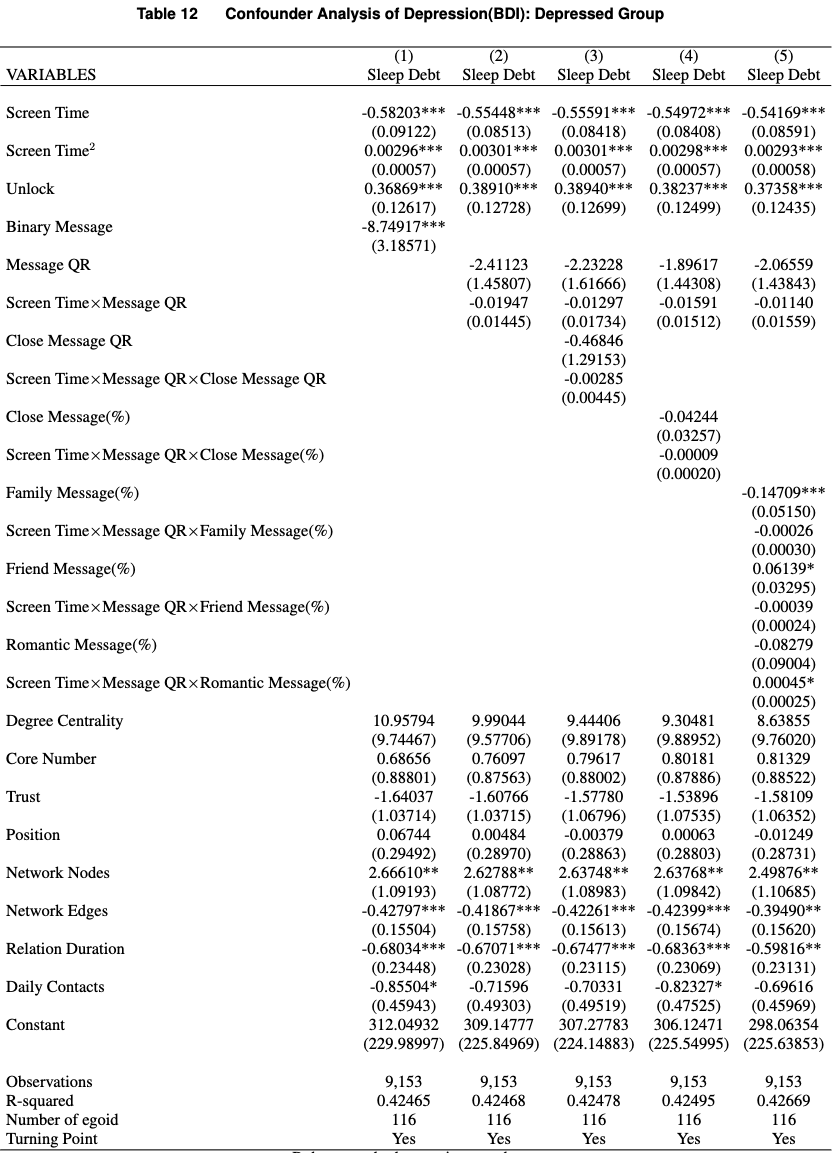 Table 12 Confounder Analysis of Depression(BDI): Depressed Group
(1) (2) (3) (4) (5)
VARIABLES Sleep Debt Sleep Debt Sleep Debt Sleep Debt Sleep Debt
Screen Time -0.58203*** -0.55448*** -0.55591*** -0.54972*** -0.54169***
(0.09122) (0.08513) (0.08418) (0.08408) (0.08591)
Screen Time² 0.00296*** 0.00301*** 0.00301*** 0.00298*** 0.00293***
(0.00057) (0.00057) (0.00057) (0.00057) (0.00058)
Unlock 0.36869*** 0.38910*** 0.38940*** 0.38237*** 0.37358***
(0.12617) (0.12728) (0.12699) (0.12499) (0.12435)
Binary Message -8.74917***
(3.18571)
Message QR -2.41123 -2.23228 -1.89617 -2.06559
(1.45807) (1.61666) (1.44308) (1.43843)
Screen Time×Message QR -0.01947 -0.01297 -0.01591 -0.01140
(0.01445) (0.01734) (0.01512) (0.01559)
Close Message QR -0.46846
(1.29153)
Screen Time×Message QR×Close Message QR -0.00285
(0.00445)
Close Message(%) -0.04244
(0.03257)
Screen Time×Message QR×Close Message(%) -0.00009
(0.00020)
Family Message(%) -0.14709***
(0.05150)
Screen Time×Message QR×Family Message(%) -0.00026
(0.00030)
Friend Message(%) 0.06139*
(0.03295)
Screen Time×Message QR×Friend Message(%) -0.00039
(0.00024)
Romantic Message(%) -0.08279
(0.09004)
Screen Time×Message QR×Romantic Message(%) 0.00045*
(0.00025)
Degree Centrality 10.95794 9.99044 9.44406 9.30481 8.63855
(9.74467) (9.57706) (9.89178) (9.88952) (9.76020)
Core Number 0.68656 0.76097 0.79617 0.80181 0.81329
(0.88801) (0.87563) (0.88002) (0.87886) (0.88522)
Trust -1.64037 -1.60766 -1.57780 -1.53896 -1.58109
(1.03714) (1.03715) (1.06796) (1.07535) (1.06352)
Position 0.06744 0.00484 -0.00379 0.00063 -0.01249
(0.29492) (0.28970) (0.28863) (0.28803) (0.28731)
Network Nodes 2.66610** 2.62788** 2.63748** 2.63768** 2.49876**
(1.09193) (1.08772) (1.08983) (1.09842) (1.10685)
Network Edges -0.42797*** -0.41867*** -0.42261*** -0.42399*** -0.39490**
(0.15504) (0.15758) (0.15613) (0.15674) (0.15620)
Relation Duration -0.68034*** -0.67071*** -0.67477*** -0.68363*** -0.59816**
(0.23448) (0.23028) (0.23115) (0.23069) (0.23131)
Daily Contacts -0.85504* -0.71596 -0.70331 -0.82327* -0.69616
(0.45943) (0.49303) (0.49519) (0.47525) (0.45969)
Constant 312.04932 309.14777 307.27783 306.12471 298.06354
(229.98997) (225.84969) (224.14883) (225.54995) (225.63853)
Observations 9,153 9,153 9,153 9,153 9,153
R-squared 0.42465 0.42468 0.42478 0.42495 0.42669
Number of egoid 116 116 116 116 116
Turning Point Yes Yes Yes Yes Yes